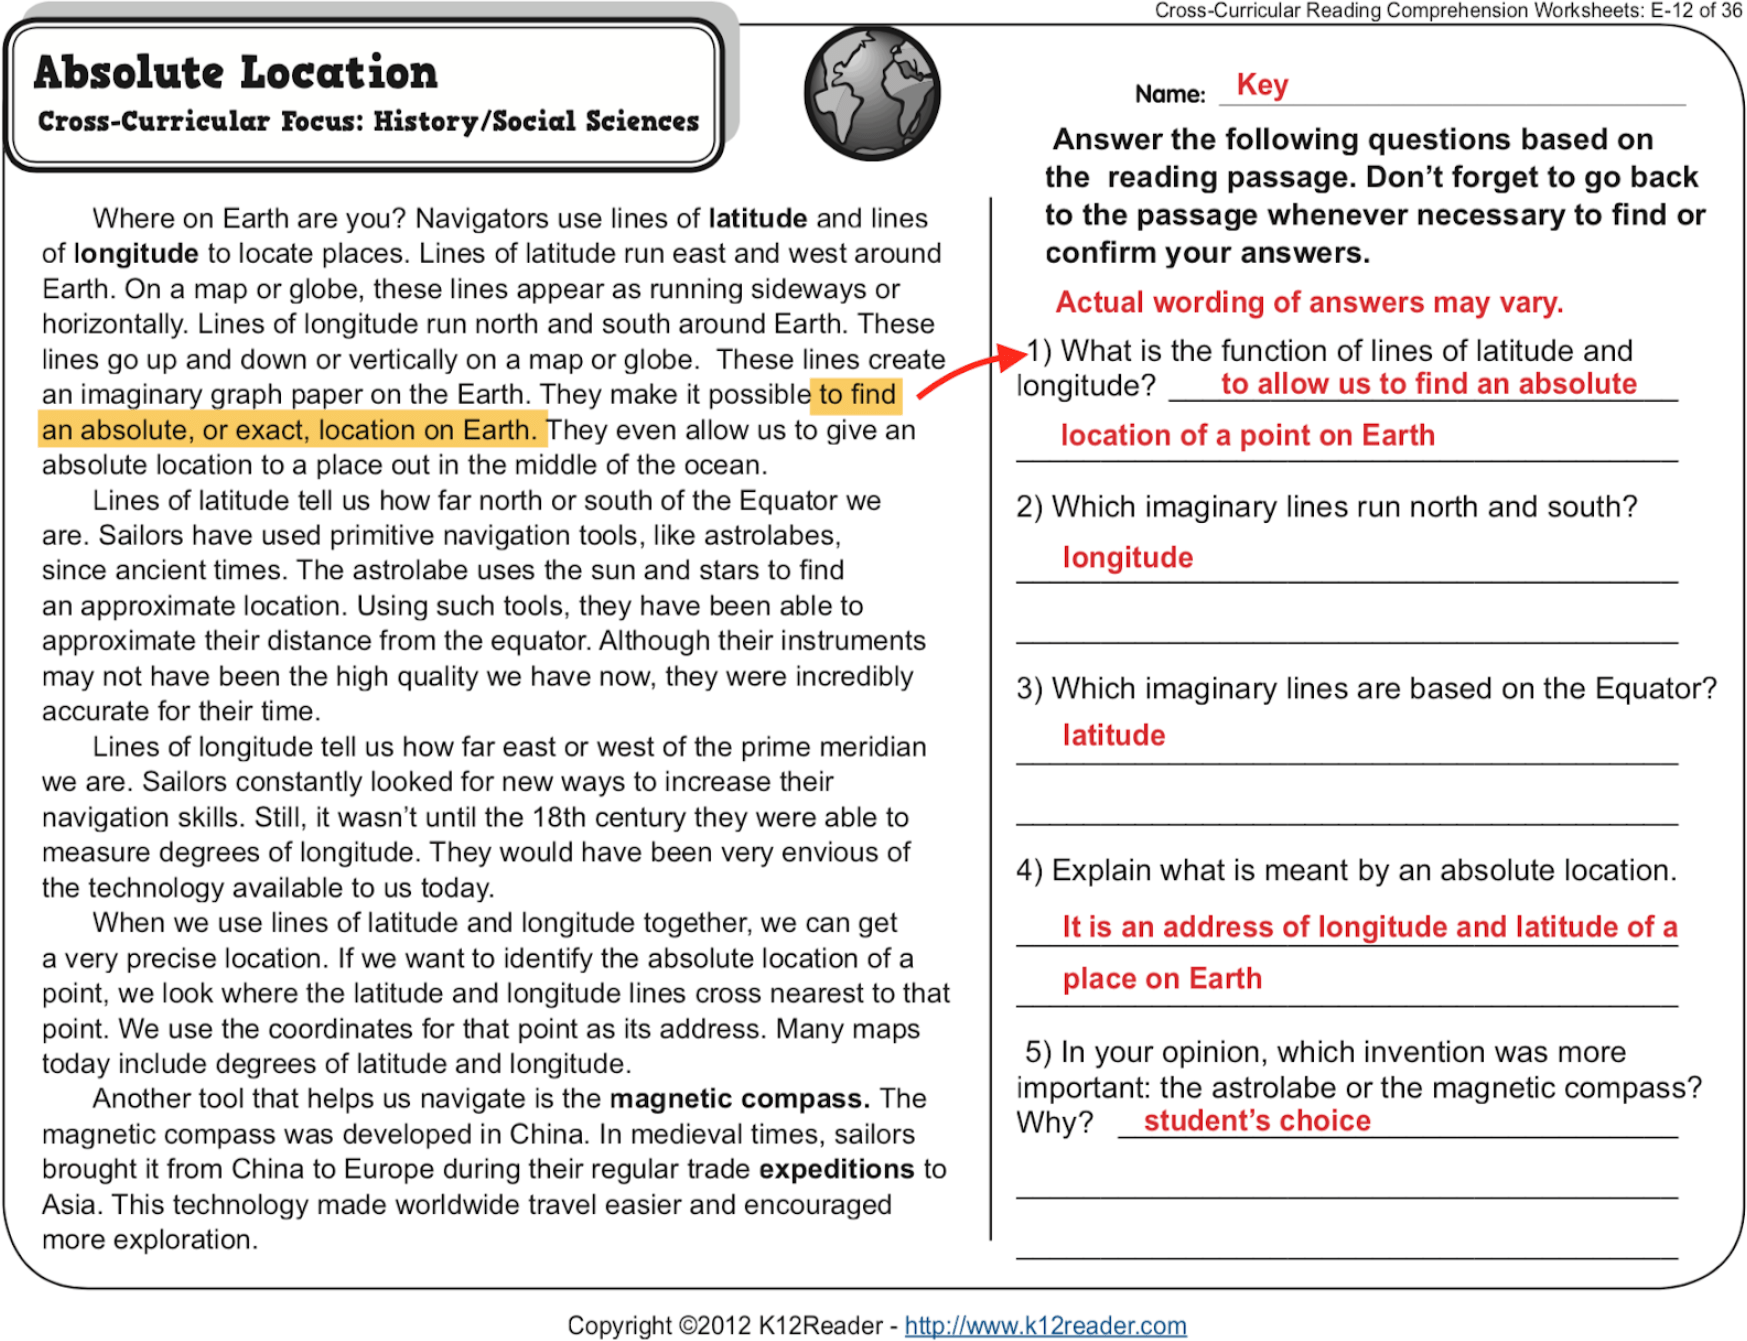 Cross-Curricular Reading Comprehension Worksheets: E-12 of 36
Absolute Location
Cross-Curricular Focus: History/Social Sciences
Where on Earth are you? Navigators use lines of latitude and lines
of longitude to locate places. Lines of latitude run east and west around
Earth. On a map or globe, these lines appear as running sideways or
horizontally. Lines of longitude run north and south around Earth. These
lines go up and down or vertically on a map or globe.  These lines create
an imaginary graph paper on the Earth. They make it possible to find
an absolute, or exact, location on Earth. They even allow us to give an
absolute location to a place out in the middle of the ocean.
Lines of latitude tell us how far north or south of the Equator we
are. Sailors have used primitive navigation tools, like astrolabes,
since ancient times. The astrolabe uses the sun and stars to find
an approximate location. Using such tools, they have been able to
approximate their distance from the equator. Although their instruments
may not have been the high quality we have now, they were incredibly
accurate for their time.
Lines of longitude tell us how far east or west of the prime meridian
we are. Sailors constantly looked for new ways to increase their
navigation skills. Still, it wasn't until the 18th century they were able to
measure degrees of longitude. They would have been very envious of
the technology available to us today.
When we use lines of latitude and longitude together, we can get
a very precise location. If we want to identify the absolute location of a
point, we look where the latitude and longitude lines cross nearest to that
point. We use the coordinates for that point as its address. Many maps
today include degrees of latitude and longitude.
Another tool that helps us navigate is the magnetic compass. The
magnetic compass was developed in China. In medieval times, sailors
brought it from China to Europe during their regular trade expeditions to
Asia. This technology made worldwide travel easier and encouraged
more exploration.
Name: Key
Answer the following questions based on
the  reading passage. Don't forget to go back
to the passage whenever necessary to find or
confirm your answers.
Actual wording of answers may vary.
1) What is the function of lines of latitude and
longitude? to allow us to find an absolute
location of a point on Earth
2) Which imaginary lines run north and south?
longitude
3) Which imaginary lines are based on the Equator?
latitude
4) Explain what is meant by an absolute location.
It is an address of longitude and latitude of a
place on Earth
5) In your opinion, which invention was more
important: the astrolabe or the magnetic compass?
Why? student's choice
Copyright ©2012 K12Reader - http://www.k12reader.com